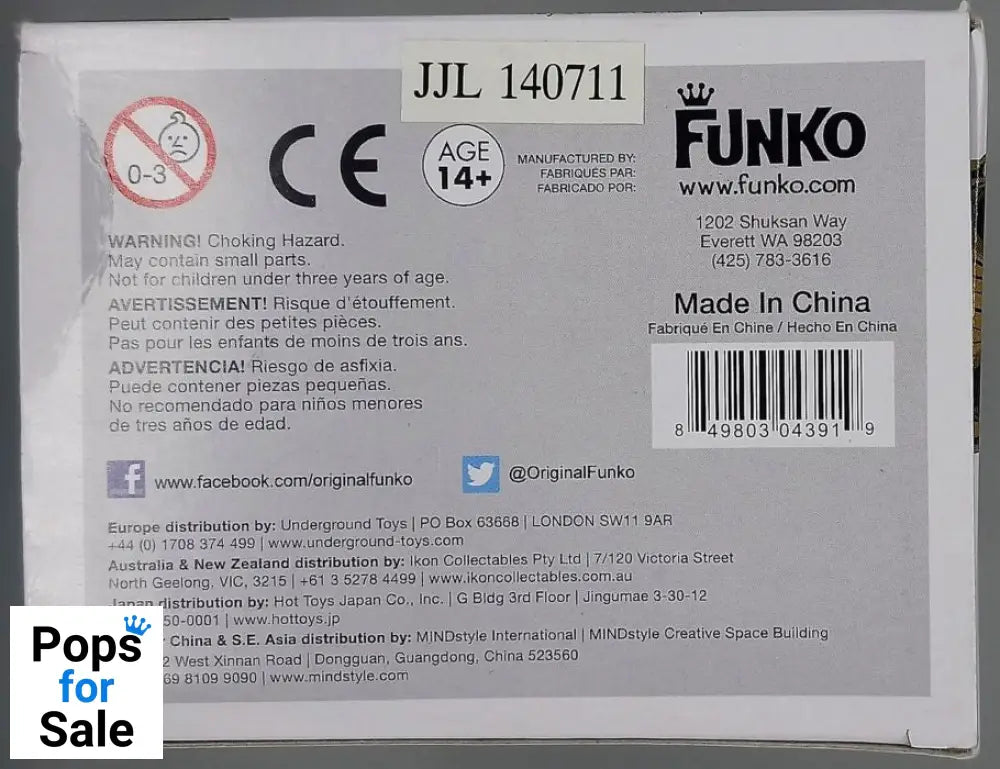 JJL 140711
0-3
CE
AGE
14+
MANUFACTURED BY:
FABRIQUÉS PAR:
FABRICADO POR:
FUNKO
www.funko.com
1202 Shuksan Way
Everett WA 98203
(425) 783-3616
Made In China
Fabriqué En Chine / Hecho En China
8 49803 04391 9
WARNING! Choking Hazard.
May contain small parts.
Not for children under three years of age.
AVERTISSEMENT! Risque d'étouffement.
Peut contenir des petites pièces.
Pas pour les enfants de moins de trois ans.
ADVERTENCIA! Riesgo de asfixia.
Puede contener piezas pequeñas.
No recomendado para niños menores
de tres años de edad.
f www.facebook.com/originalfunko
@OriginalFunko
Europe distribution by: Underground Toys | PO Box 63668 | LONDON SW11 9AR
+44 (0) 1708 374 499 | www.underground-toys.com
Australia & New Zealand distribution by: Ikon Collectables Pty Ltd | 7/120 Victoria Street
North Geelong, VIC, 3215 | +61 3 5278 4499 | www.ikoncollectables.com.au
Japan distribution by: Hot Toys Japan Co., Inc. | G Bldg 3rd Floor | Jingumae 3-30-12
50-0001 | www.hottoys.jp
China & S.E. Asia distribution by: MINDstyle International | MINDstyle Creative Space Building
2 West Xinnan Road | Dongguan, Guangdong, China 523560
69 8109 9090 | www.mindstyle.com
Pops
for
Sale